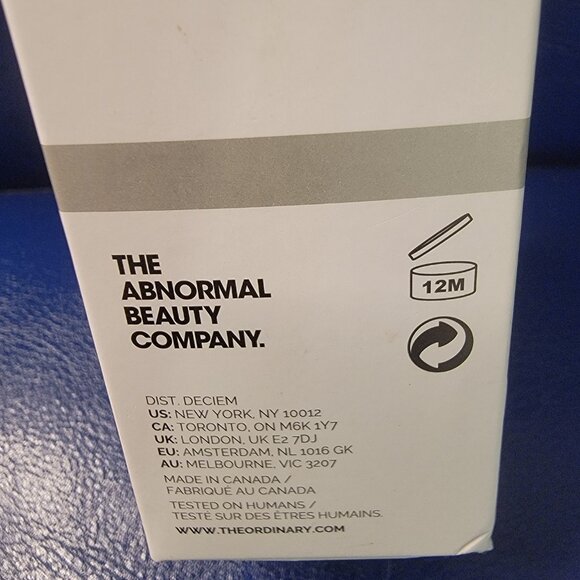 THE
ABNORMAL
BEAUTY
COMPANY.
12M
DIST. DECIEM
US: NEW YORK, NY 10012
CA: TORONTO, ON M6K 1Y7
UK: LONDON, UK E2 7DJ
EU: AMSTERDAM, NL 1016 GK
AU: MELBOURNE, VIC 3207
MADE IN CANADA /
FABRIQUÉ AU CANADA
TESTED ON HUMANS /
TESTÉ SUR DES ÊTRES HUMAINS.
WWW.THEORDINARY.COM